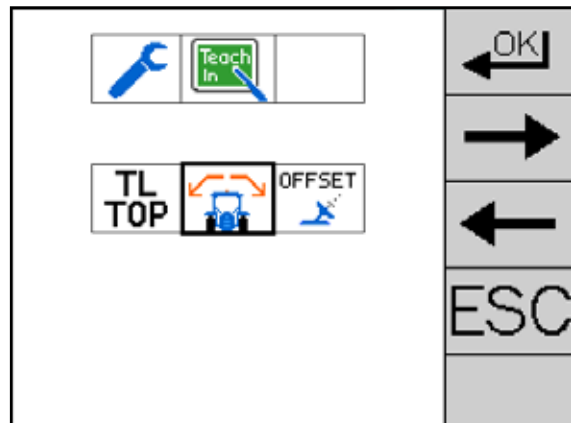 Teach
In
TL
TOP
OFFSET
OK
ESC